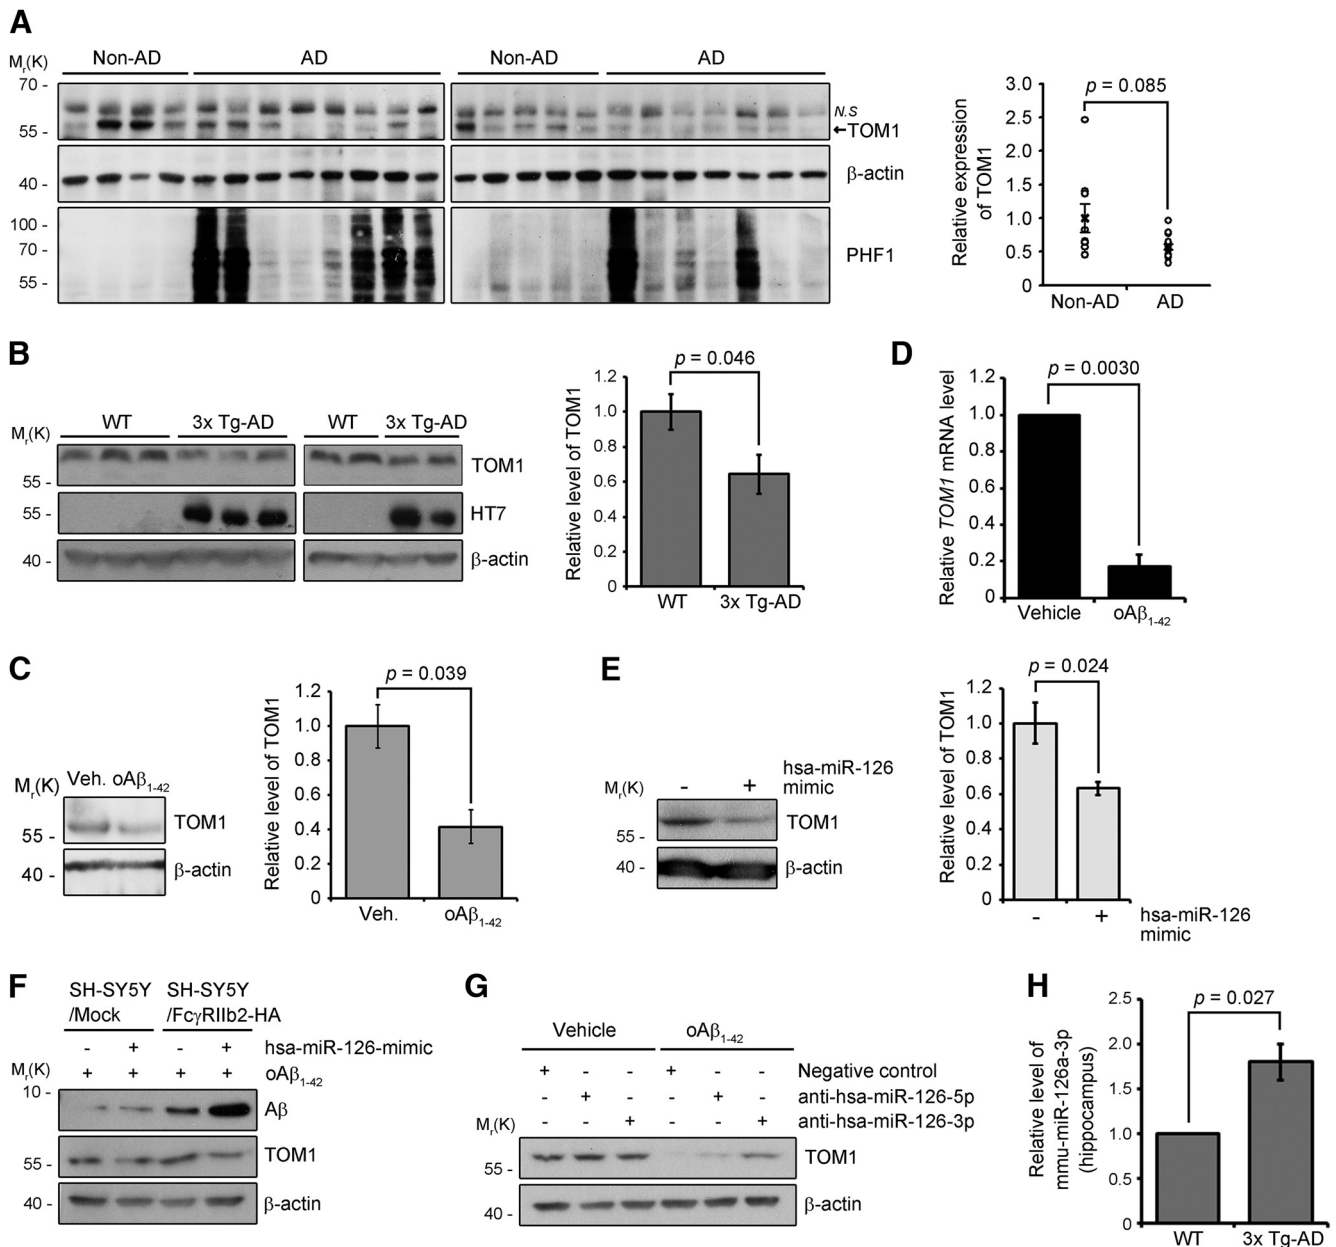 A
Mr(K) Non-AD AD Non-AD AD
70 -
55 -
N.S
←TOM1
40 -
β-actin
100 -
70 -
55 -
PHF1
Relative expression
of TOM1
3.0
2.5
2.0
1.5
1.0
0.5
0
p = 0.085
Non-AD AD
B
Mr(K) WT 3x Tg-AD WT 3x Tg-AD
55 -
TOM1
55 -
HT7
40 -
β-actin
Relative level of TOM1
1.2
1.0
0.8
0.6
0.4
0.2
0
p = 0.046
WT 3x Tg-AD
D
Relative TOM1 mRNA level
1.2
1.0
0.8
0.6
0.4
0.2
0
p = 0.0030
Vehicle oAβ1-42
C
Mr(K) Veh. oAβ1-42
55 -
TOM1
40 -
β-actin
Relative level of TOM1
1.2
1.0
0.8
0.6
0.4
0.2
0
p = 0.039
Veh. oAβ1-42
E
Mr(K) - + hsa-miR-126
mimic
55 -
TOM1
40 -
β-actin
Relative level of TOM1
1.2
1.0
0.8
0.6
0.4
0.2
0
p = 0.024
- + hsa-miR-126
mimic
F
SH-SY5Y SH-SY5Y
/Mock /FcγRIIb2-HA
- + - + hsa-miR-126-mimic
Mr(K) + + + + oAβ1-42
10 -
Aβ
55 -
TOM1
40 -
β-actin
G
Vehicle oAβ1-42
+ - - + - - Negative control
- + - - + - anti-hsa-miR-126-5p
Mr(K) - - + - - + anti-hsa-miR-126-3p
55 -
TOM1
40 -
β-actin
H
Relative level of
mmu-miR-126a-3p
(hippocampus)
2.5
2.0
1.5
1.0
0.5
0
p = 0.027
WT 3x Tg-AD